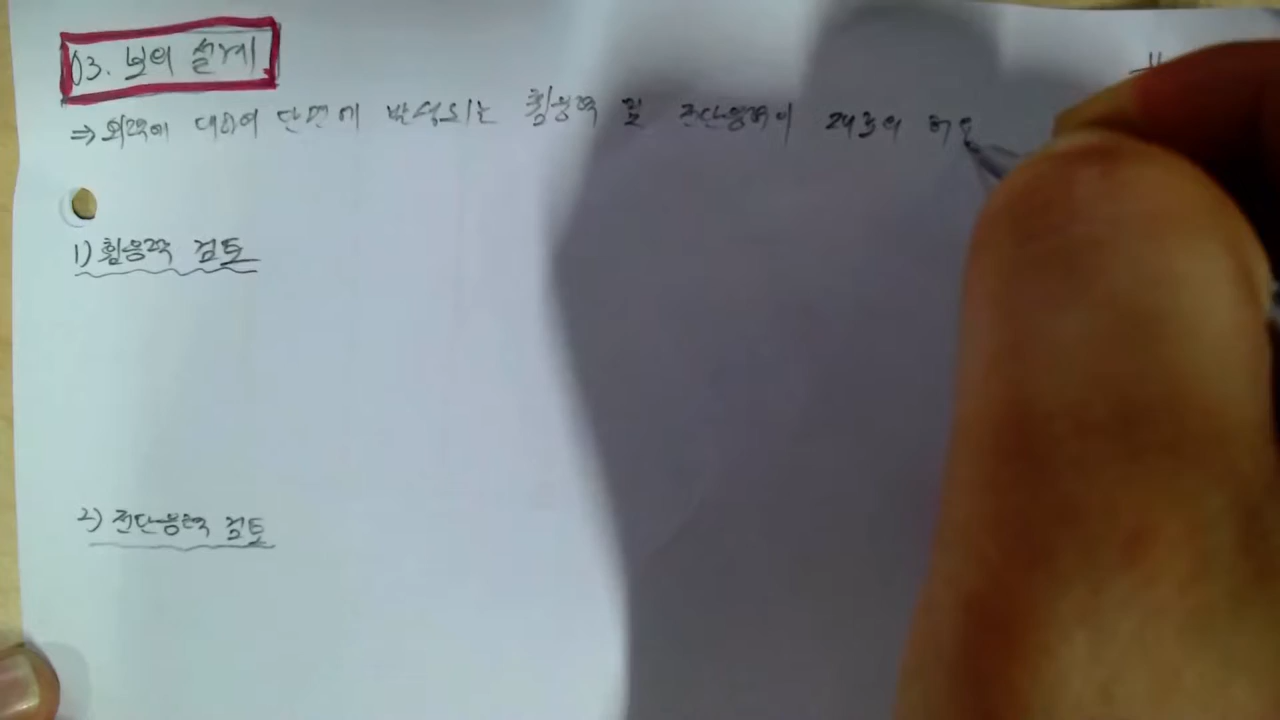 03. 보의 설계
⇒ 외력에 대하여 단면에 발생되는 휨응력 및 전단응력이 재료의 허용
1) 휨응력 검토
2) 전단응력 검토